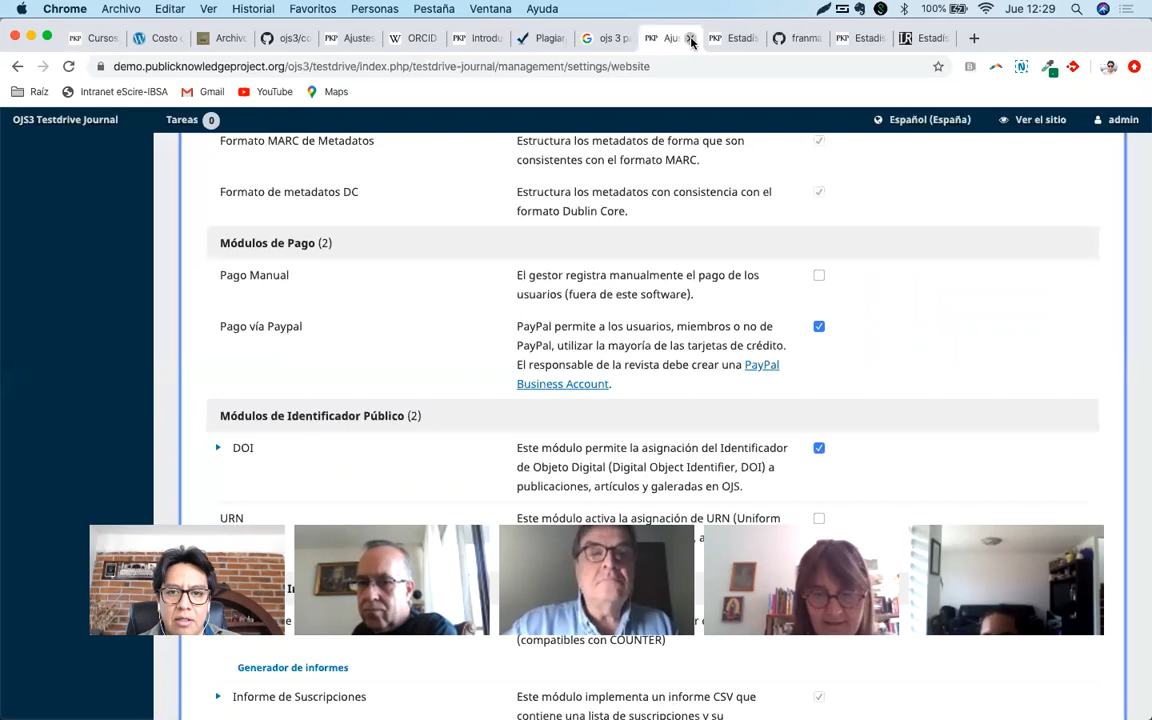 Chrome Archivo Editar Ver Historial Favoritos Personas Pestaña Ventana Ayuda 100% Jue 12:29
Cursos Costo Archiv ojs3/co Ajustes ORCID Introdu Plagiar ojs 3 p Aju Estadís franma Estadís Estadís
demo.publicknowledgeproject.org/ojs3/testdrive/index.php/testdrive-journal/management/settings/website
Raíz Intranet eScire-IBSA Gmail YouTube Maps
OJS3 Testdrive Journal Tareas 0 Español (España) Ver el sitio admin
Formato MARC de Metadatos Estructura los metadatos de forma que son
consistentes con el formato MARC.
Formato de metadatos DC Estructura los metadatos con consistencia con el
formato Dublin Core.
Módulos de Pago (2)
Pago Manual El gestor registra manualmente el pago de los
usuarios (fuera de este software).
Pago vía Paypal PayPal permite a los usuarios, miembros o no de
PayPal, utilizar la mayoría de las tarjetas de crédito.
El responsable de la revista debe crear una PayPal
Business Account.
Módulos de Identificador Público (2)
DOI Este módulo permite la asignación del Identificador
de Objeto Digital (Digital Object Identifier, DOI) a
publicaciones, artículos y galeradas en OJS.
URN Este módulo activa la asignación de URN (Uniform
(compatibles con COUNTER)
Generador de informes
Informe de Suscripciones Este módulo implementa un informe CSV que
contiene una lista de suscripciones y su